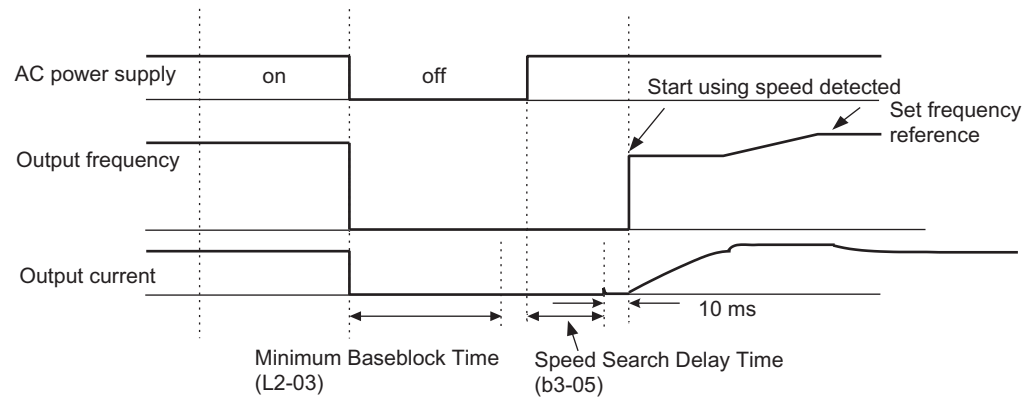 AC power supply
on
off
Start using speed detected
Set frequency
reference
Output frequency
Output current
10 ms
Minimum Baseblock Time
(L2-03)
Speed Search Delay Time
(b3-05)